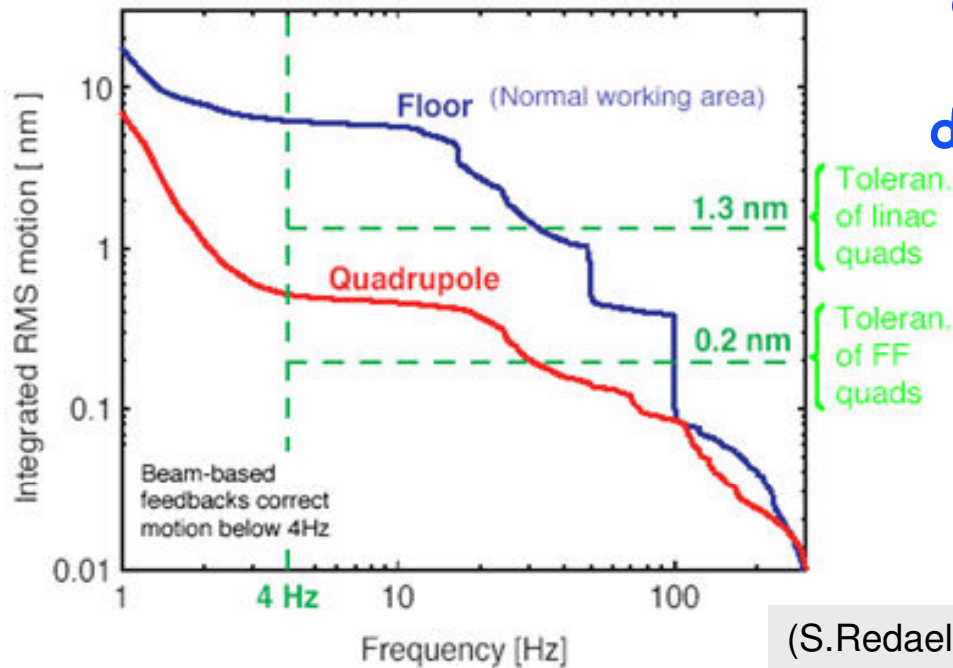 Integrated RMS motion [ nm ]
10
1
0.1
0.01
Floor (Normal working area)
1.3 nm
Quadrupole
0.2 nm
Toleran.
of linac
quads
Toleran.
of FF
quads
Beam-based
feedbacks correct
motion below 4Hz
1
4 Hz
10
100
Frequency [Hz]
(S.Redael
d